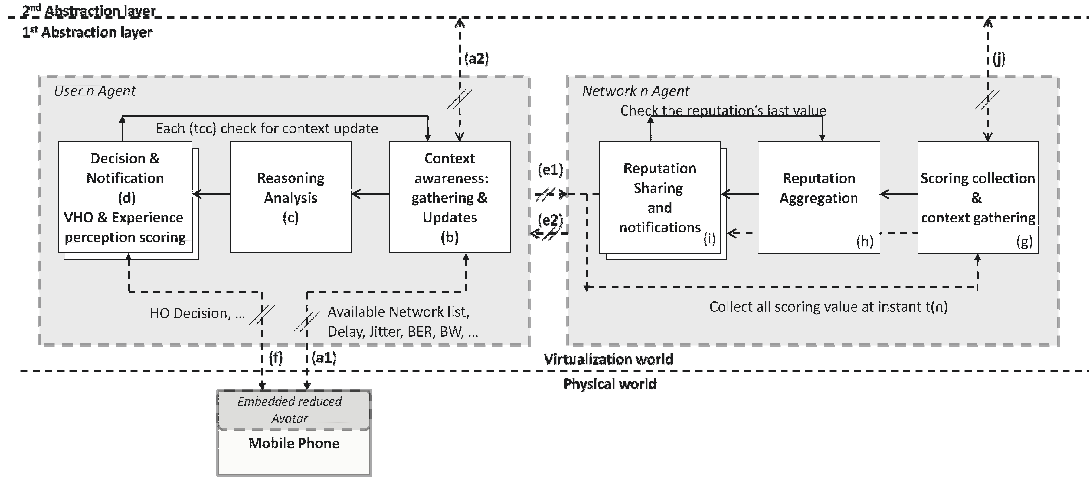 2nd Abstraction layer
1st Abstraction layer
(a2)
(j)
User n Agent
Network n Agent
Check the reputation's last value
Each (tcc) check for context update
Decision &
Notification
(d)
VHO & Experience
perception scoring
Reasoning
Analysis
(c)
Context
awareness:
gathering &
Updates
(b)
(e1)
(e2)
Reputation
Sharing
and
notifications
(i)
Reputation
Aggregation
(h)
Scoring collection
&
context gathering
(g)
HO Decision, ...
Available Network list,
Delay, Jitter, BER, BW, ...
Collect all scoring value at instant t(n)
(f)
(a1)
Virtualization world
Physical world
Embedded reduced
Avatar
Mobile Phone